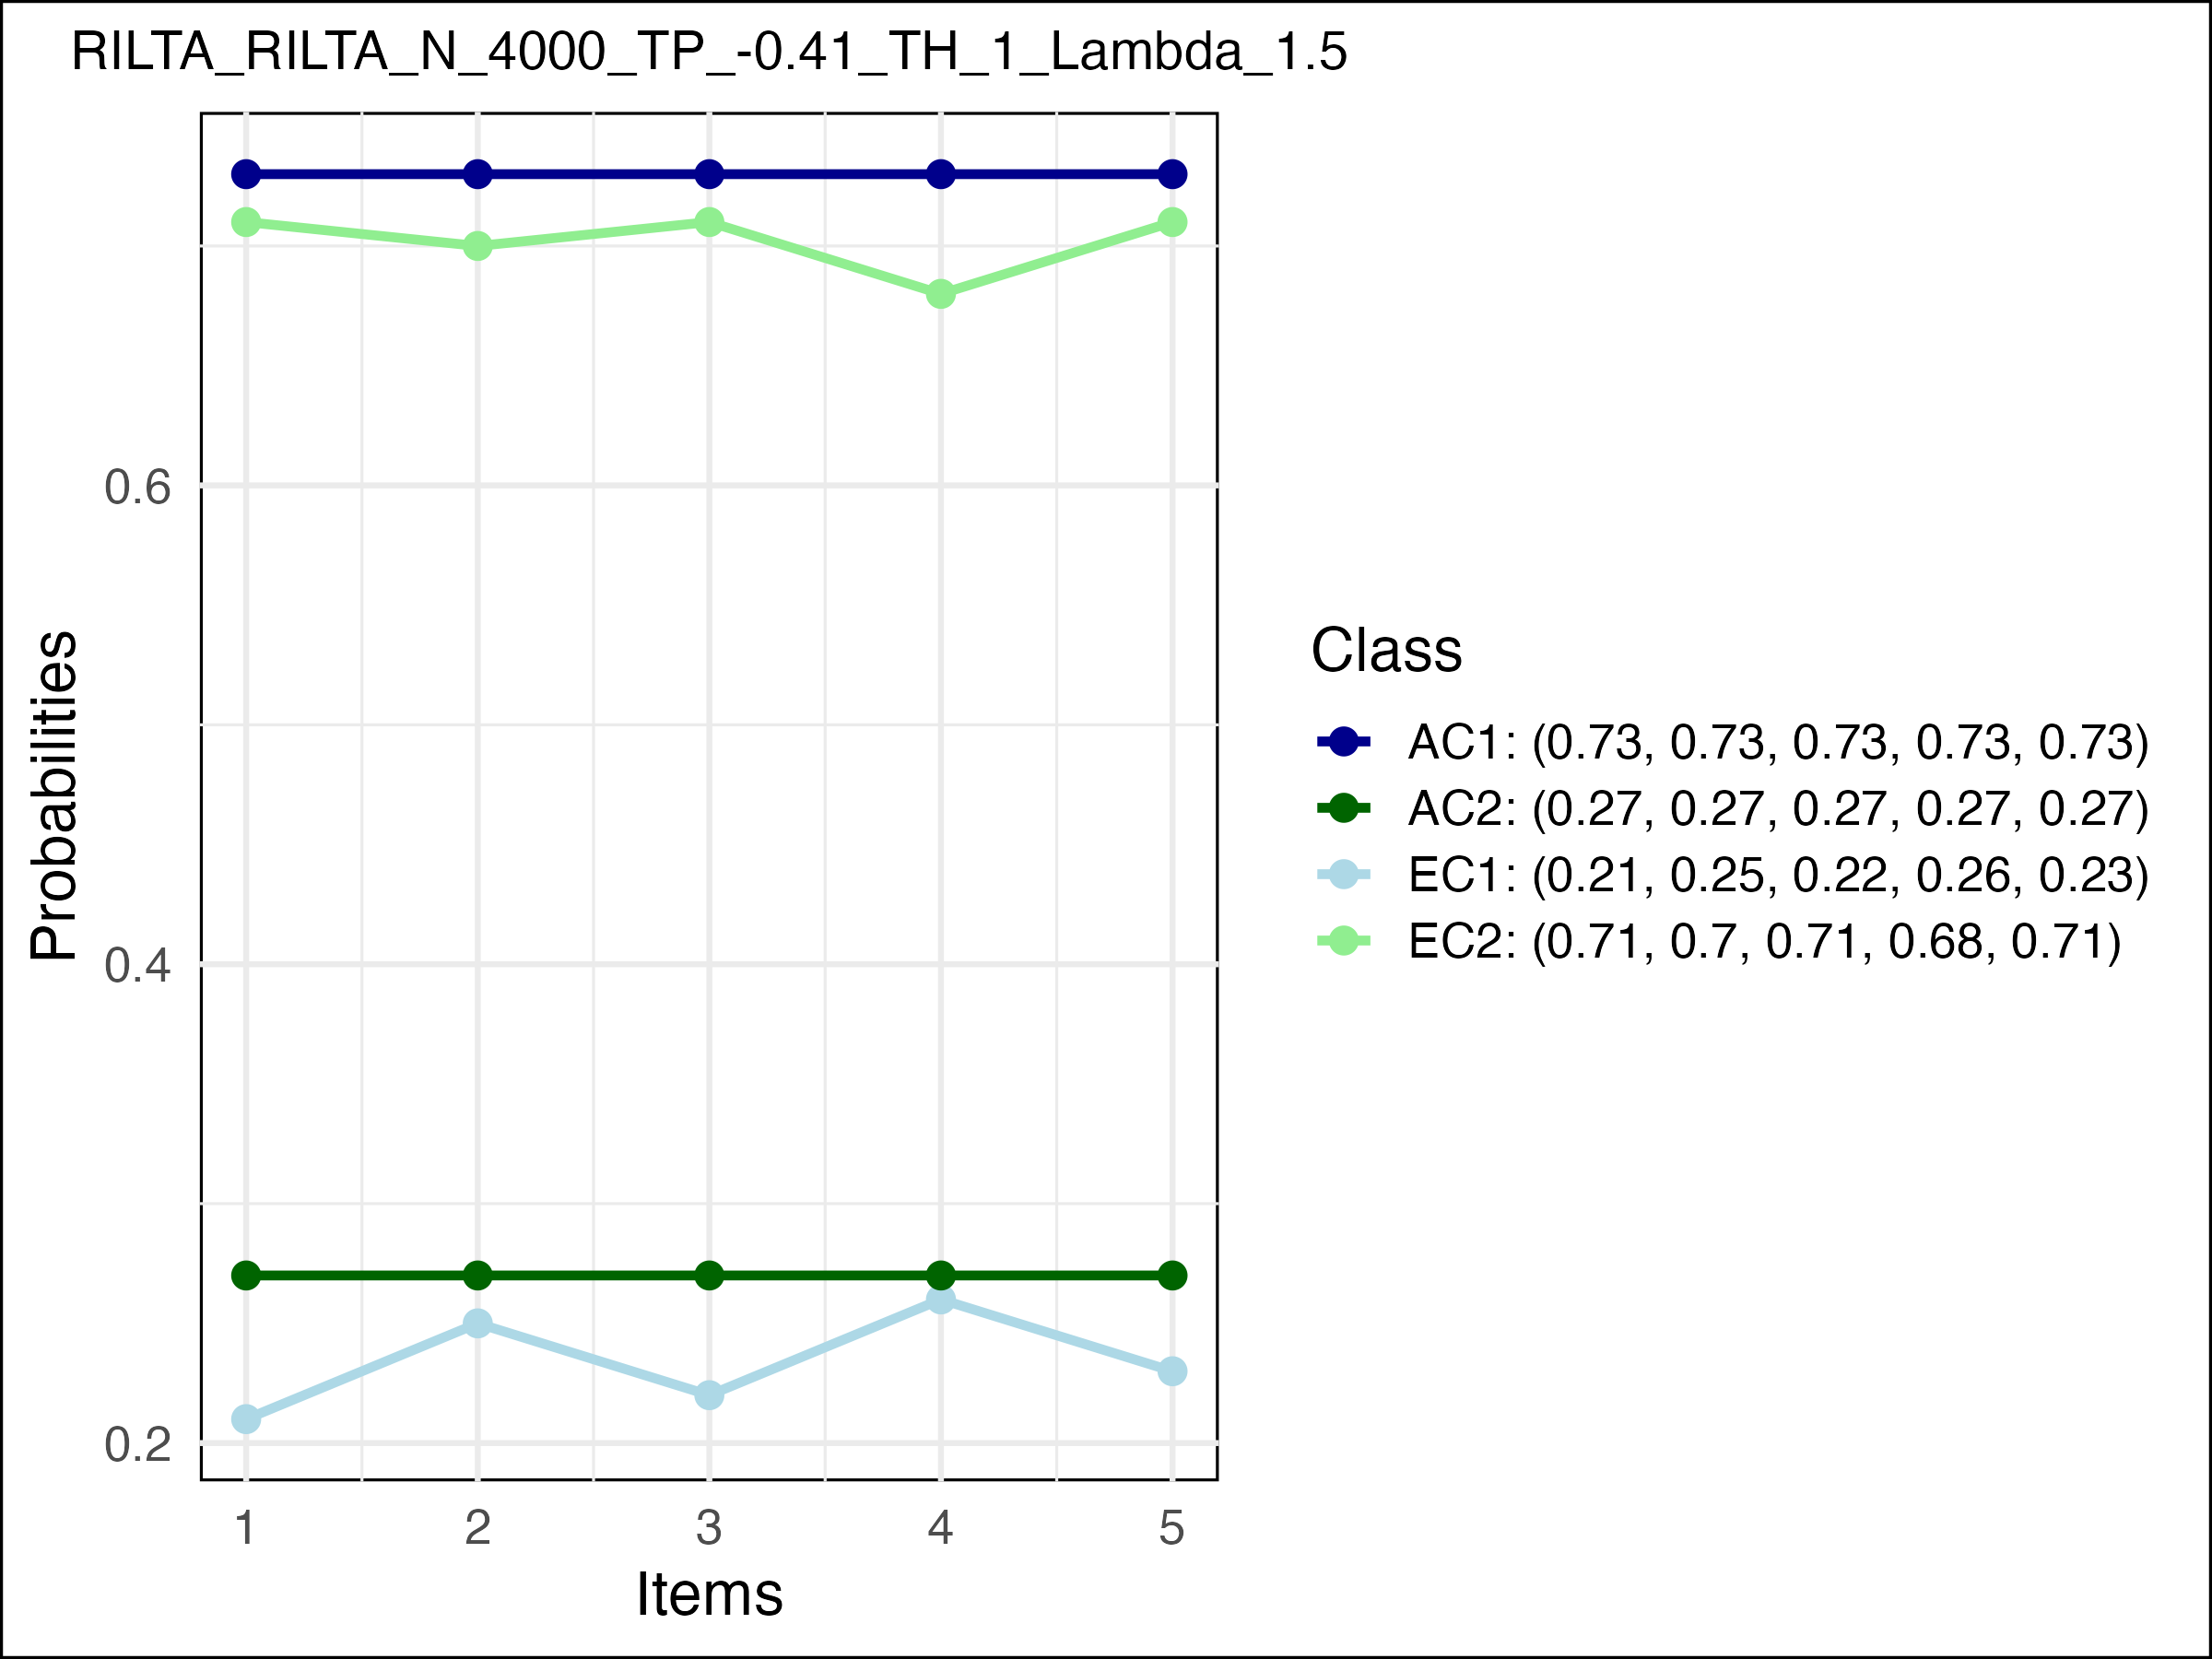 RILTA_RILTA_N_4000_TP_-0.41_TH_1_Lambda_1.5
Probabilities
0.6
0.4
0.2
1 2 3 4 5
Items
Class
AC1: (0.73, 0.73, 0.73, 0.73, 0.73)
AC2: (0.27, 0.27, 0.27, 0.27, 0.27)
EC1: (0.21, 0.25, 0.22, 0.26, 0.23)
EC2: (0.71, 0.7, 0.71, 0.68, 0.71)